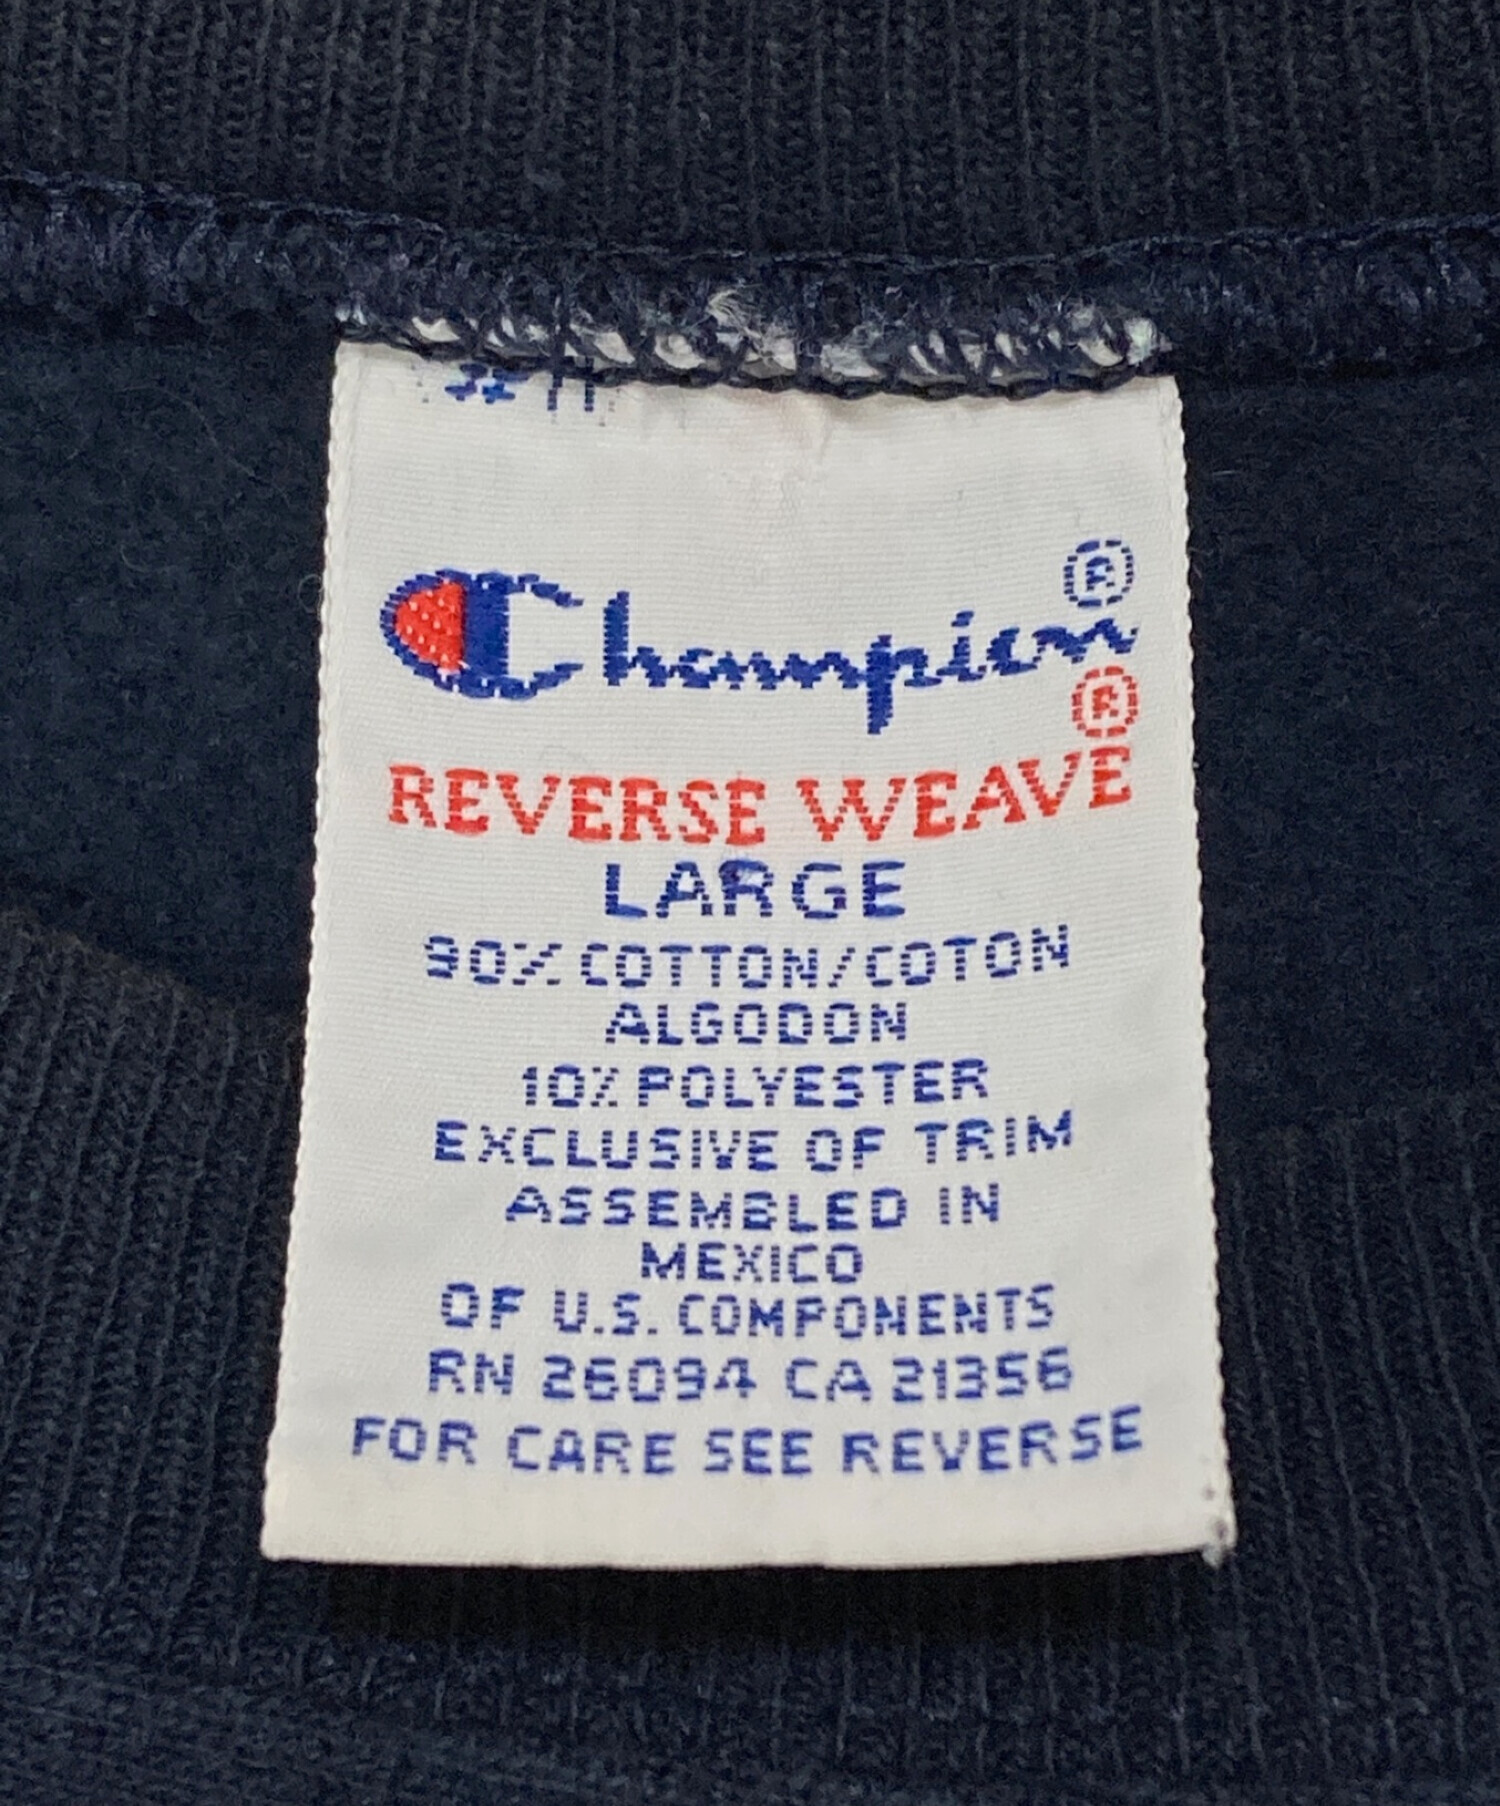 Champion®
®
REVERSE WEAVE
LARGE
90% COTTON/COTON
ALGODON
10% POLYESTER
EXCLUSIVE OF TRIM
ASSEMBLED IN
MEXICO
OF U.S. COMPONENTS
RN 26094 CA 21356
FOR CARE SEE REVERSE